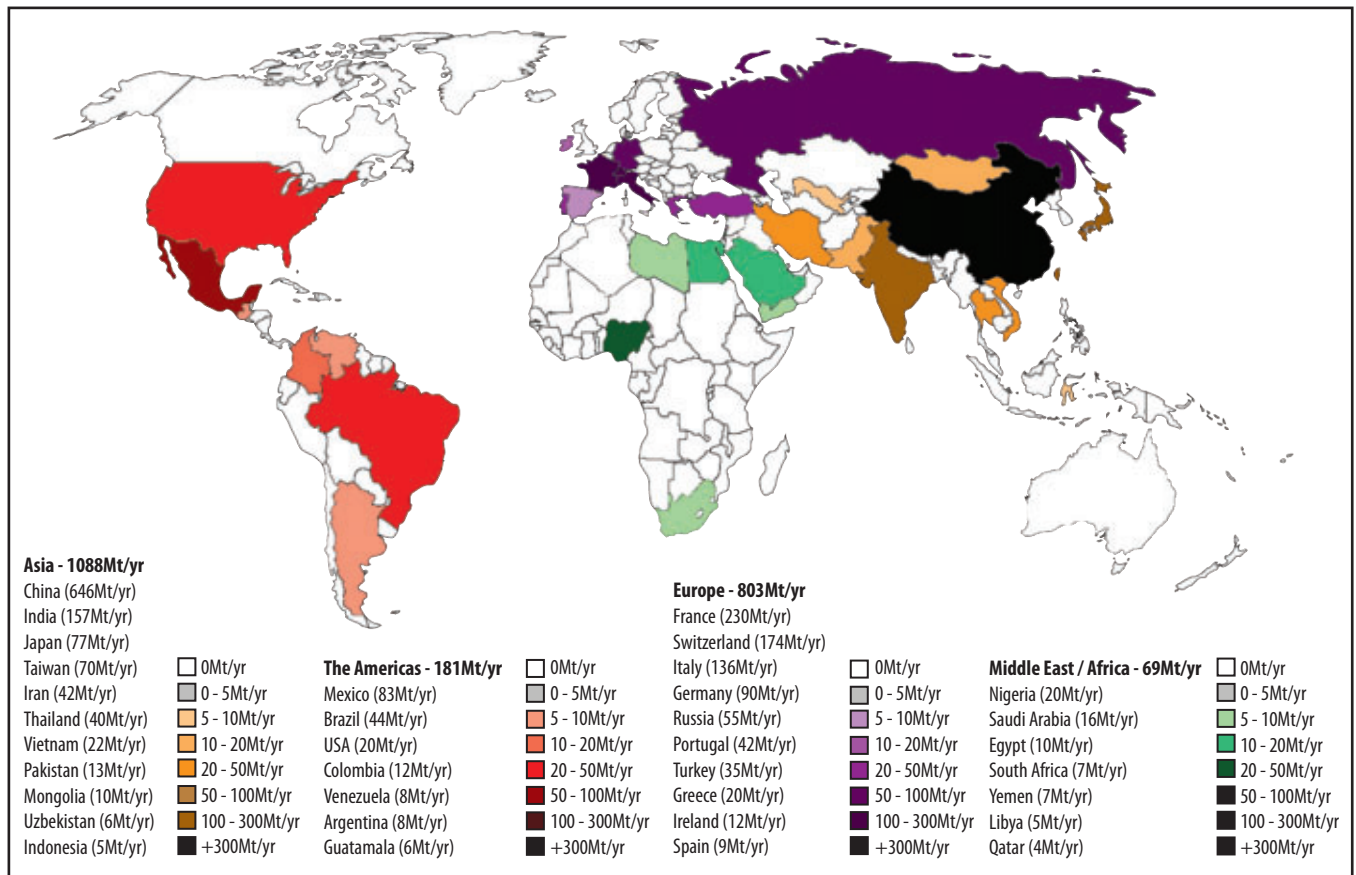 Asia - 1088Mt/yr
China (646Mt/yr)
India (157Mt/yr)
Japan (77Mt/yr)
Taiwan (70Mt/yr)
Iran (42Mt/yr)
Thailand (40Mt/yr)
Vietnam (22Mt/yr)
Pakistan (13Mt/yr)
Mongolia (10Mt/yr)
Uzbekistan (6Mt/yr)
Indonesia (5Mt/yr)
0Mt/yr
0 - 5Mt/yr
5 - 10Mt/yr
10 - 20Mt/yr
20 - 50Mt/yr
50 - 100Mt/yr
100 - 300Mt/yr
+300Mt/yr
The Americas - 181Mt/yr
Mexico (83Mt/yr)
Brazil (44Mt/yr)
USA (20Mt/yr)
Colombia (12Mt/yr)
Venezuela (8Mt/yr)
Argentina (8Mt/yr)
Guatamala (6Mt/yr)
0Mt/yr
0 - 5Mt/yr
5 - 10Mt/yr
10 - 20Mt/yr
20 - 50Mt/yr
50 - 100Mt/yr
100 - 300Mt/yr
+300Mt/yr
Europe - 803Mt/yr
France (230Mt/yr)
Switzerland (174Mt/yr)
Italy (136Mt/yr)
Germany (90Mt/yr)
Russia (55Mt/yr)
Portugal (42Mt/yr)
Turkey (35Mt/yr)
Greece (20Mt/yr)
Ireland (12Mt/yr)
Spain (9Mt/yr)
0Mt/yr
0 - 5Mt/yr
5 - 10Mt/yr
10 - 20Mt/yr
20 - 50Mt/yr
50 - 100Mt/yr
100 - 300Mt/yr
+300Mt/yr
Middle East / Africa - 69Mt/yr
Nigeria (20Mt/yr)
Saudi Arabia (16Mt/yr)
Egypt (10Mt/yr)
South Africa (7Mt/yr)
Yemen (7Mt/yr)
Libya (5Mt/yr)
Qatar (4Mt/yr)
0Mt/yr
0 - 5Mt/yr
5 - 10Mt/yr
10 - 20Mt/yr
20 - 50Mt/yr
50 - 100Mt/yr
100 - 300Mt/yr
+300Mt/yr